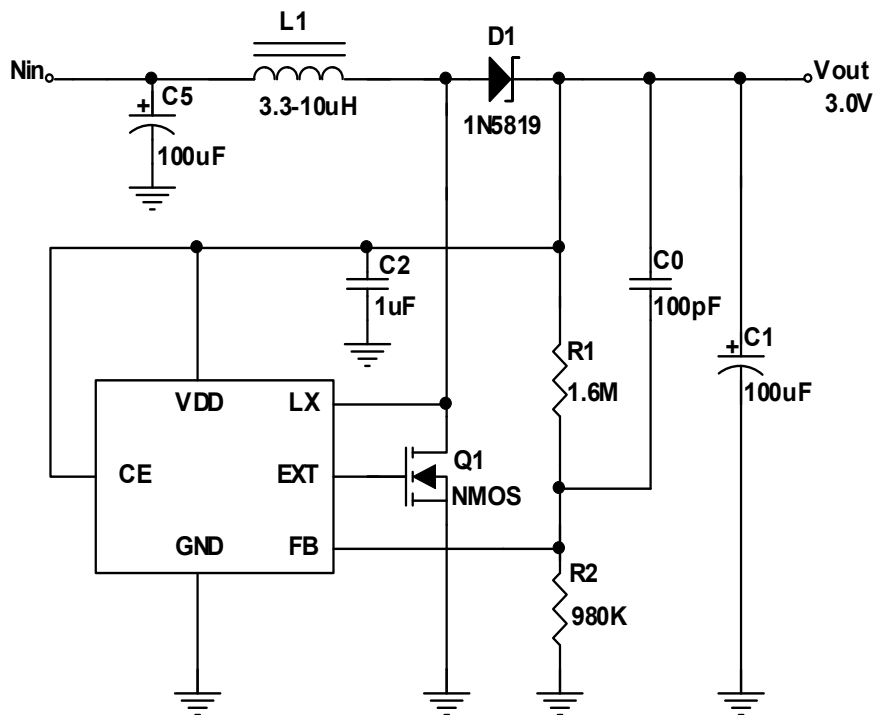 L1
D1
Nin
Vout
C5
3.3-10uH
1N5819
3.0V
+
100uF
C2
C0
1uF
100pF
R1
C1
+
1.6M
100uF
VDD
LX
CE
EXT
Q1
NMOS
GND
FB
R2
980K